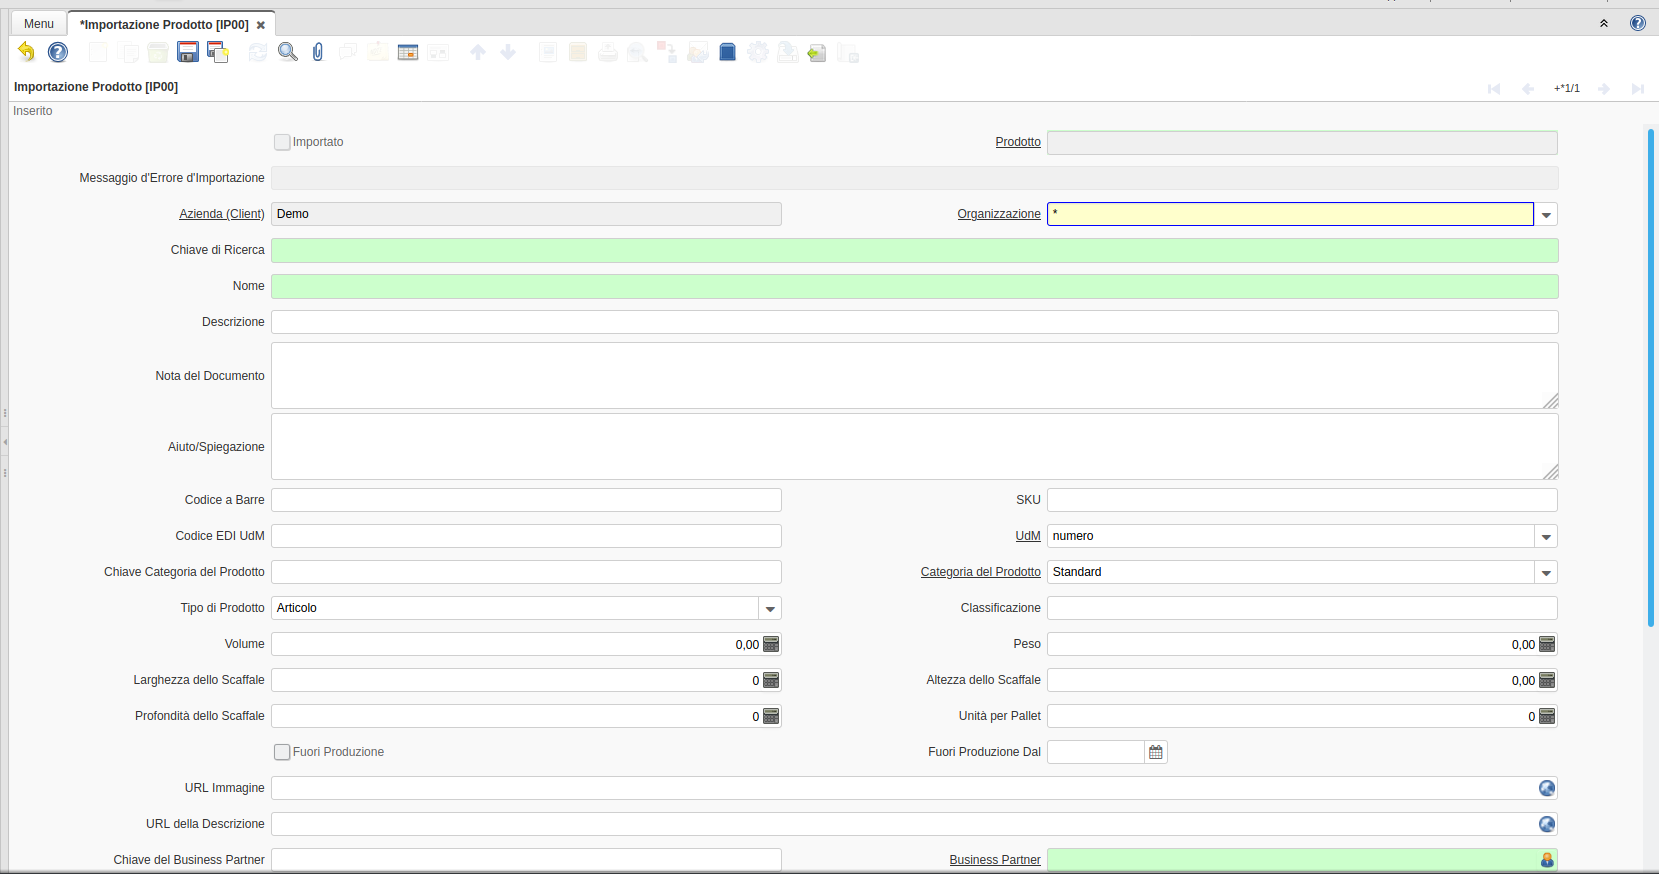 Menu *Importazione Prodotto [IP00]
Importazione Prodotto [IP00] +*1/1
Inserito
Importato Prodotto
Messaggio d'Errore d'Importazione
Azienda (Client) Demo Organizzazione *
Chiave di Ricerca
Nome
Descrizione
Nota del Documento
Aiuto/Spiegazione
Codice a Barre SKU
Codice EDI UdM UdM numero
Chiave Categoria del Prodotto Categoria del Prodotto Standard
Tipo di Prodotto Articolo Classificazione
Volume 0,00 Peso 0,00
Larghezza dello Scaffale 0 Altezza dello Scaffale 0,00
Profondità dello Scaffale 0 Unità per Pallet 0
Fuori Produzione Fuori Produzione Dal
URL Immagine
URL della Descrizione
Chiave del Business Partner Business Partner